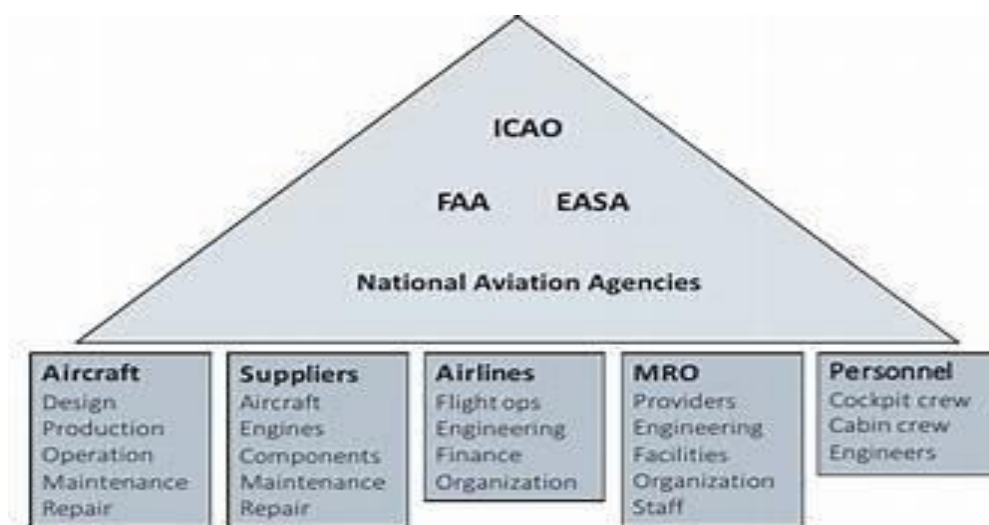 ICAO
FAA EASA
National Aviation Agencies
Aircraft
Design
Production
Operation
Maintenance
Repair
Suppliers
Aircraft
Engines
Components
Maintenance
Repair
Airlines
Flight ops
Engineering
Finance
Organization
MRO
Providers
Engineering
Facilities
Organization
Staff
Personnel
Cockpit crew
Cabin crew
Engineers